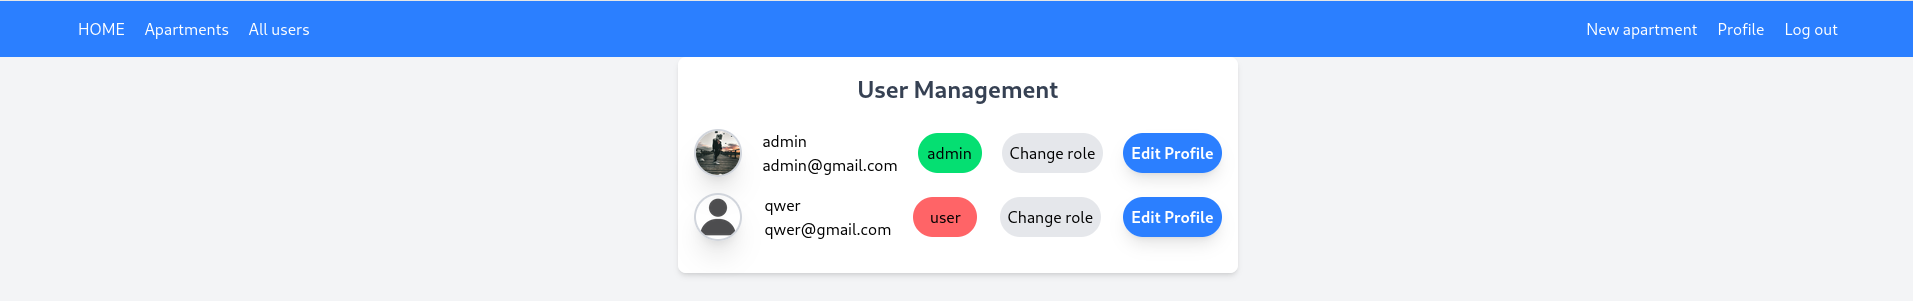 HOME Apartments All users New apartment Profile Log out
User Management
admin
admin@gmail.com
admin Change role Edit Profile
qwer
qwer@gmail.com
user Change role Edit Profile